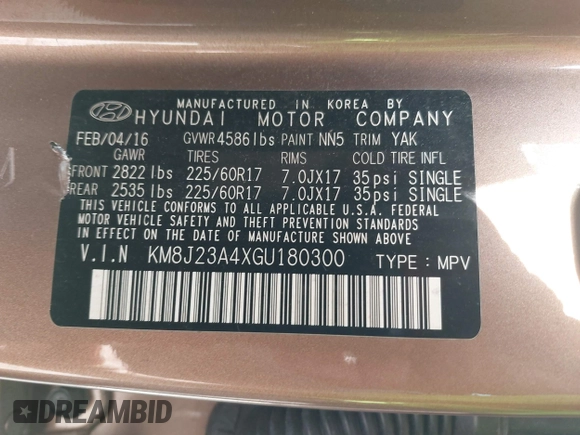 MANUFACTURED IN KOREA BY
HYUNDAI MOTOR COMPANY
FEB/04/16 GVWR 4586lbs PAINT NN5 TRIM YAK
GAWR TIRES RIMS COLD TIRE INFL
FRONT 2822 lbs 225/60R17 7.0JX17 35psi SINGLE
REAR 2535 lbs 225/60R17 7.0JX17 35psi SINGLE
THIS VEHICLE CONFORMS TO ALL APPLICABLE U.S.A. FEDERAL
MOTOR VEHICLE SAFETY AND THEFT PREVENTION STANDARDS
IN EFFECT ON THE DATE OF MANUFACTURE SHOWN ABOVE
V.I.N KM8J23A4XGU180300 TYPE : MPV
DREAMBID